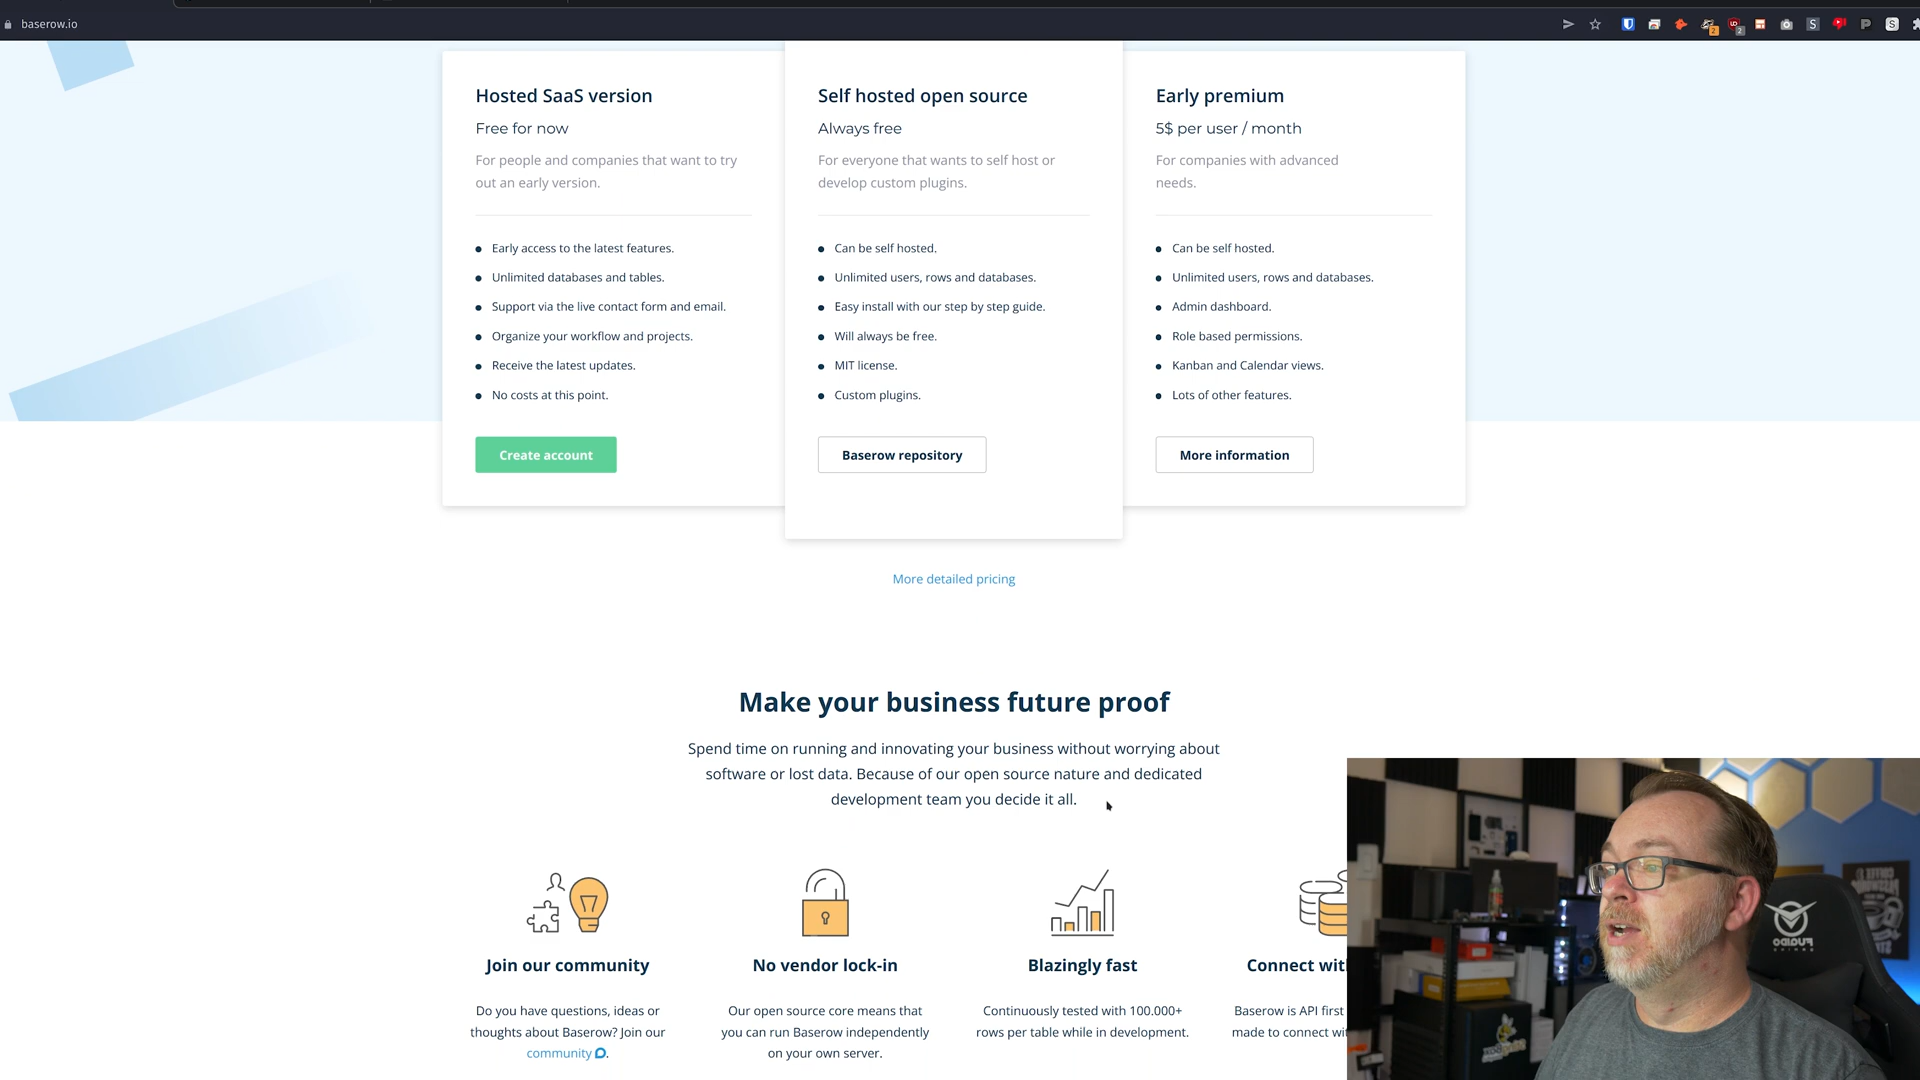 baserow.io
Hosted SaaS version
Free for now
For people and companies that want to try
out an early version.
Early access to the latest features.
Unlimited databases and tables.
Support via the live contact form and email.
Organize your workflow and projects.
Receive the latest updates.
No costs at this point.
Create account
Self hosted open source
Always free
For everyone that wants to self host or
develop custom plugins.
Can be self hosted.
Unlimited users, rows and databases.
Easy install with our step by step guide.
Will always be free.
MIT license.
Custom plugins.
Baserow repository
Early premium
5$ per user / month
For companies with advanced
needs.
Can be self hosted.
Unlimited users, rows and databases.
Admin dashboard.
Role based permissions.
Kanban and Calendar views.
Lots of other features.
More information
More detailed pricing
Make your business future proof
Spend time on running and innovating your business without worrying about
software or lost data. Because of our open source nature and dedicated
development team you decide it all.
Join our community
Do you have questions, ideas or
thoughts about Baserow? Join our
community.
No vendor lock-in
Our open source core means that
you can run Baserow independently
on your own server.
Blazingly fast
Continuously tested with 100.000+
rows per table while in development.
Connect wit
Baserow is API first
made to connect wi